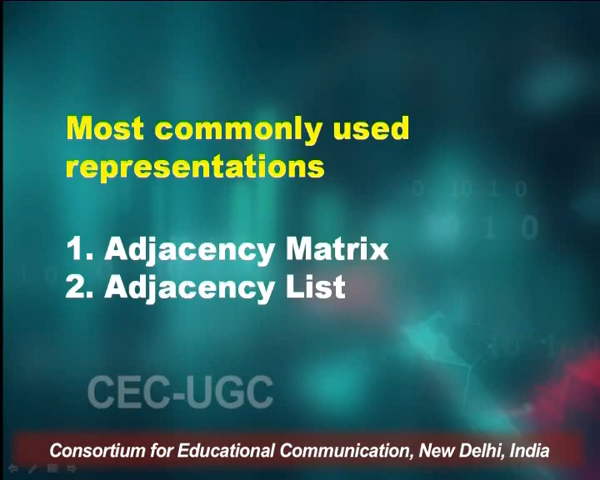 Most commonly used
representations
1. Adjacency Matrix
2. Adjacency List
CEC-UGC
Consortium for Educational Communication, New Delhi, India